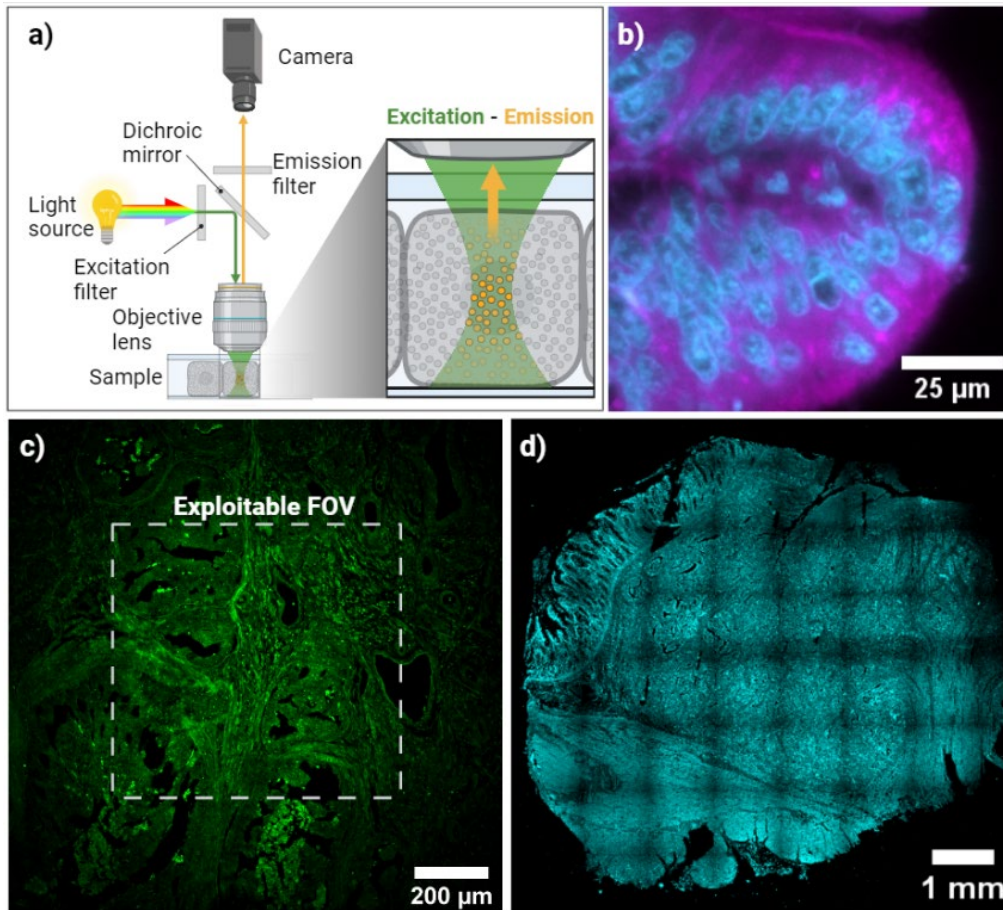 a)
Camera
Dichroic
mirror
Emission
filter
Light
source
Excitation
filter
Objective
lens
Sample
Excitation - Emission
b)
25 µm
c)
Exploitable FOV
200 µm
d)
1 mm